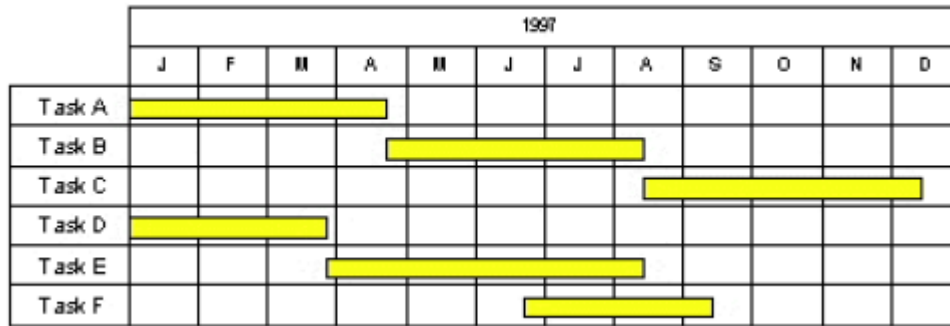 1997
J F M A M J J A S O N D
Task A
Task B
Task C
Task D
Task E
Task F